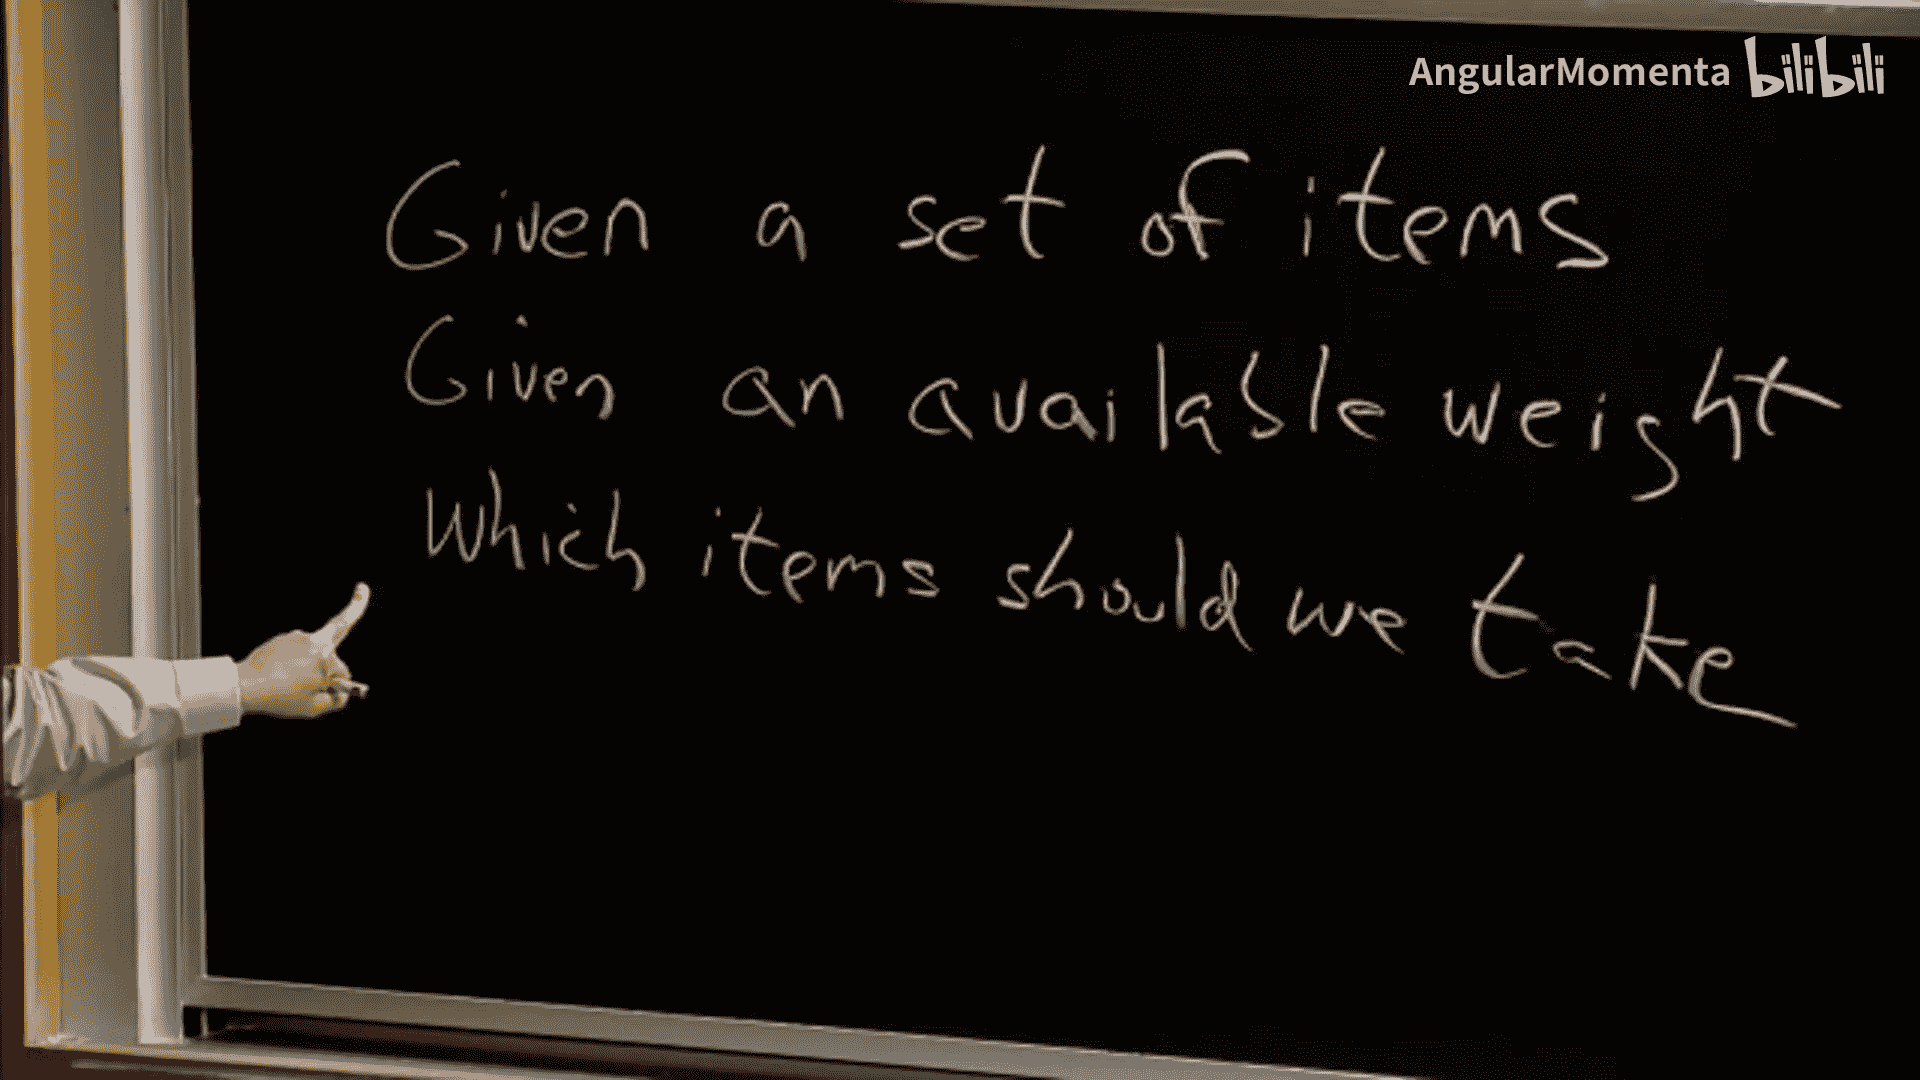 AngularMomenta bilibili
Given a set of items
Given an available weight
Which items should we take